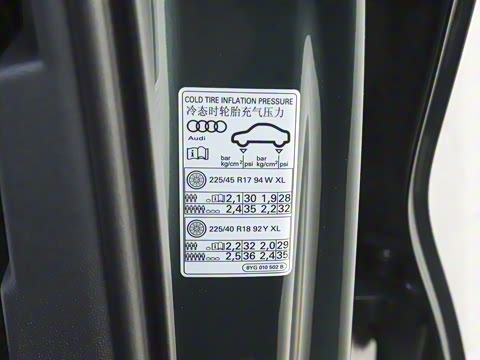 COLD TIRE INFLATION PRESSURE
冷态时轮胎充气压力
Audi
bar kg/cm² psi bar kg/cm² psi
225/45 R17 94 W XL
2,1 30 1,9 28
2,4 35 2,2 32
225/40 R18 92 Y XL
2,2 32 2,0 29
2,5 36 2,4 35
8YG 010 502 B